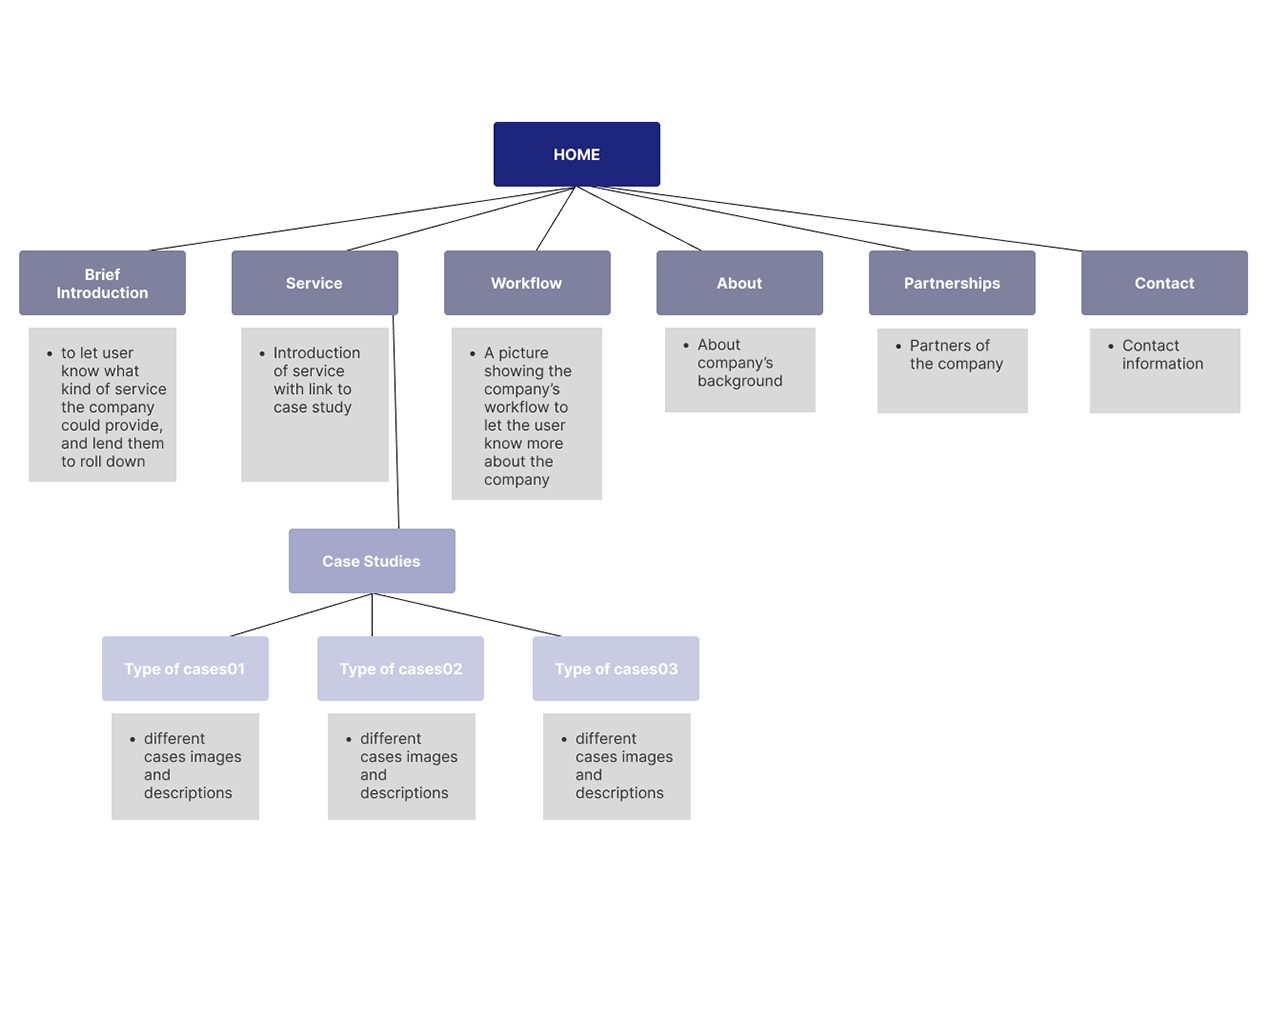 HOME
Brief
Introduction
Service
Workflow
About
Partnerships
Contact
• to let user
know what
kind of service
the company
could provide,
and lend them
to roll down
• Introduction
of service
with link to
case study
• A picture
showing the
company’s
workflow to
let the user
know more
about the
company
• About
company’s
background
• Partners of
the company
• Contact
information
Case Studies
Type of cases01
Type of cases02
Type of cases03
• different
cases images
and
descriptions
• different
cases images
and
descriptions
• different
cases images
and
descriptions